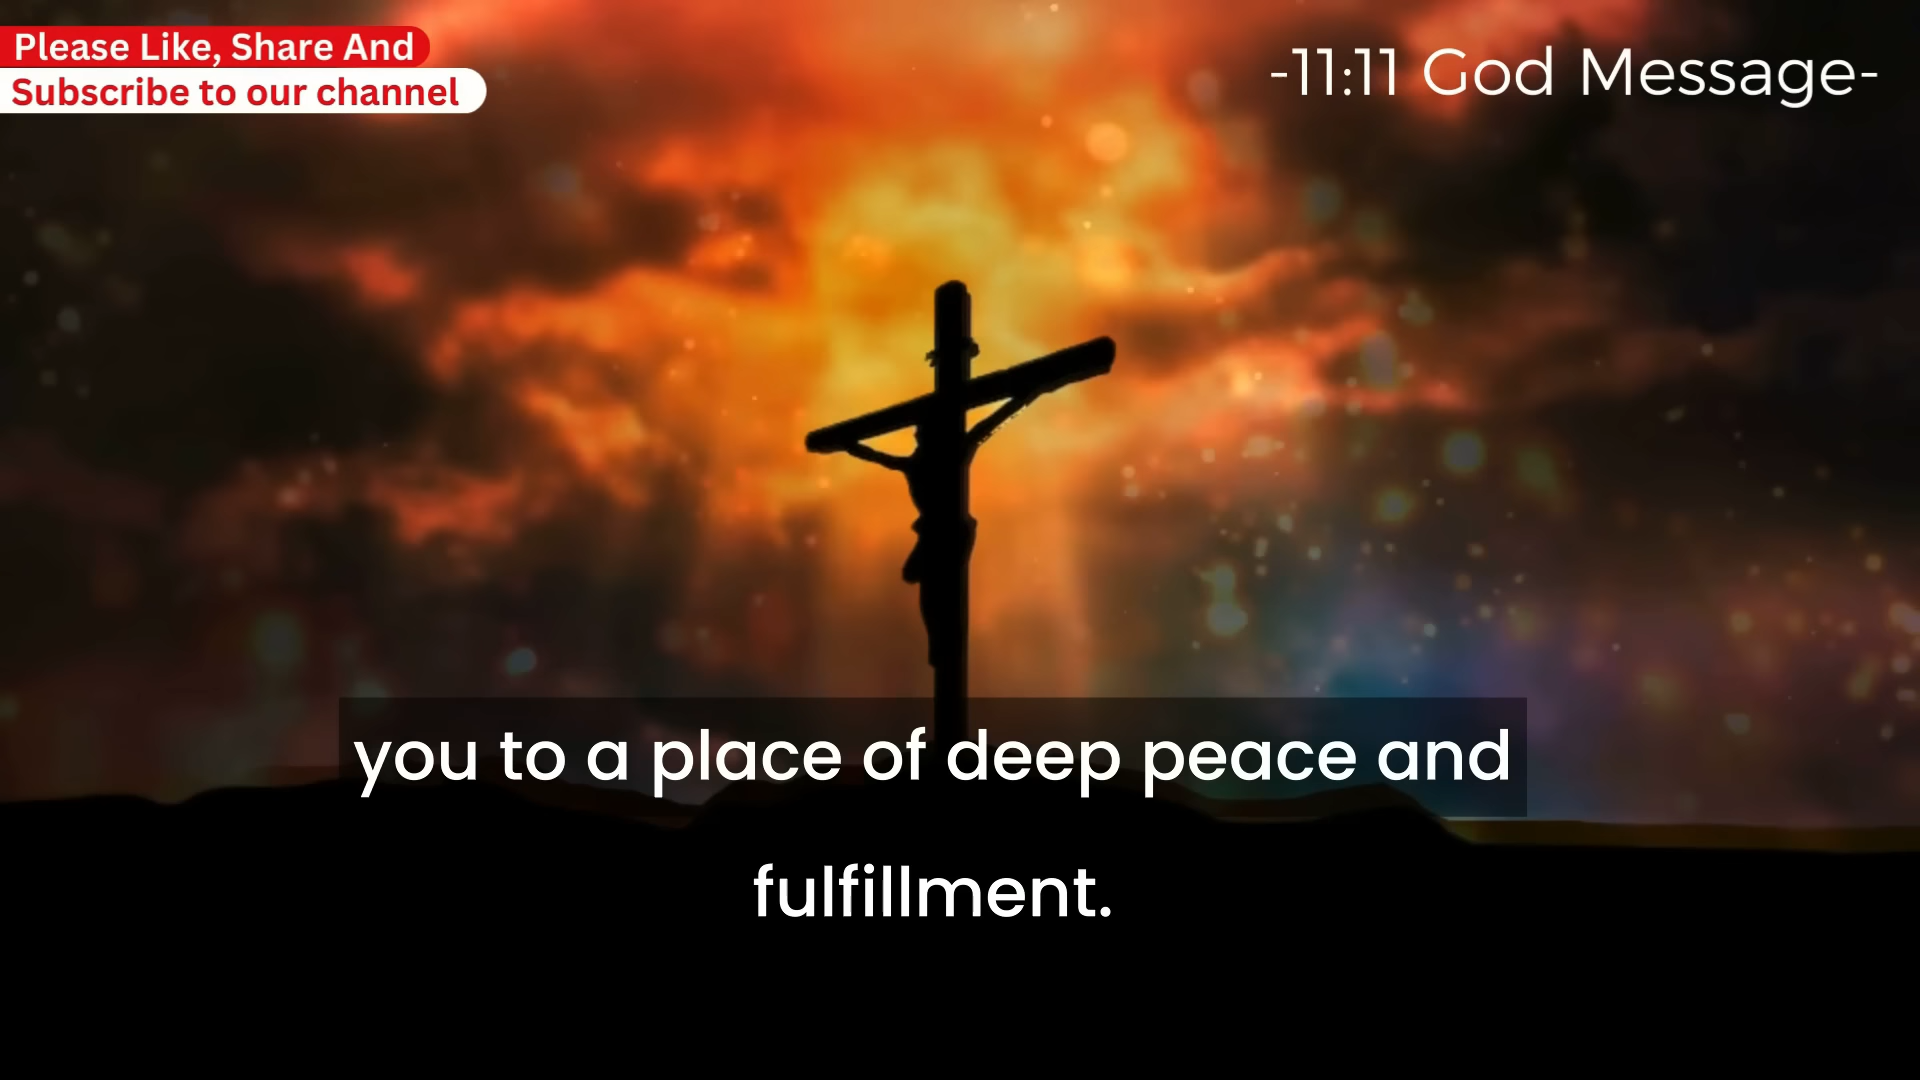 Please Like, Share And
Subscribe to our channel
-11:11 God Message-
you to a place of deep peace and
fulfillment.